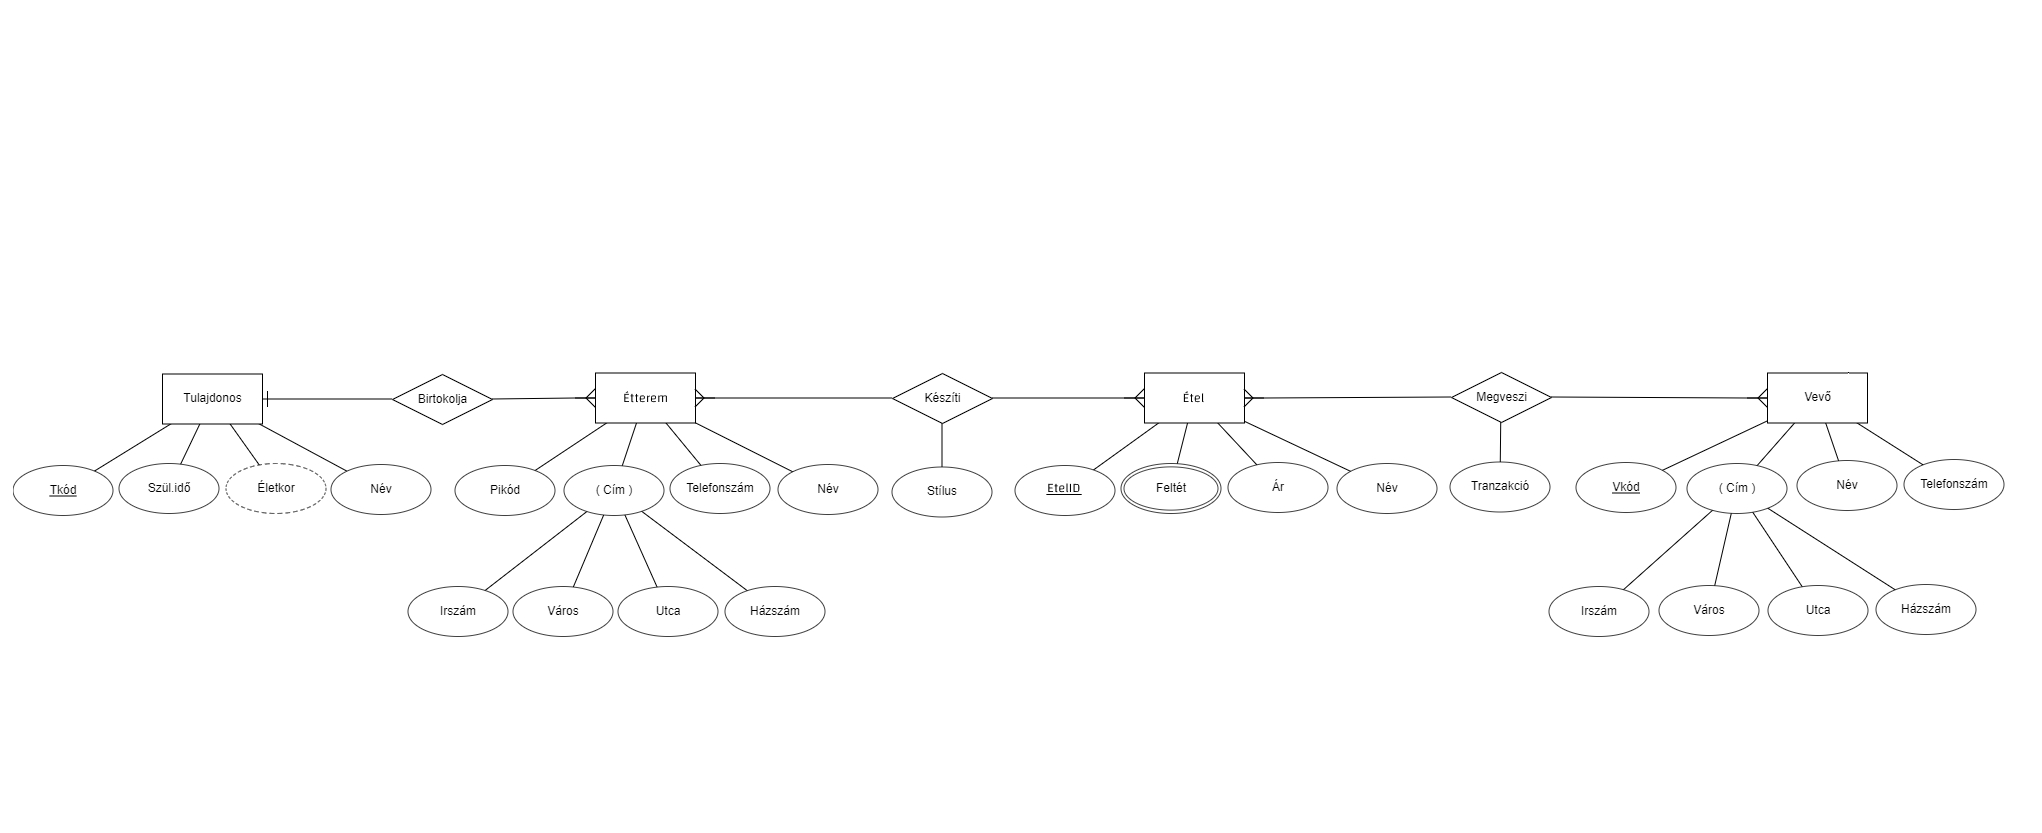 Tulajdonos
Birtokolja
Étterem
Készíti
Étel
Megveszi
Vevő
Tkód
Szül.idő
Életkor
Név
Pikód
( Cím )
Telefonszám
Név
Stílus
EtelID
Feltét
Ár
Név
Tranzakció
Vkód
( Cím )
Név
Telefonszám
Irszám
Város
Utca
Házszám
Irszám
Város
Utca
Házszám